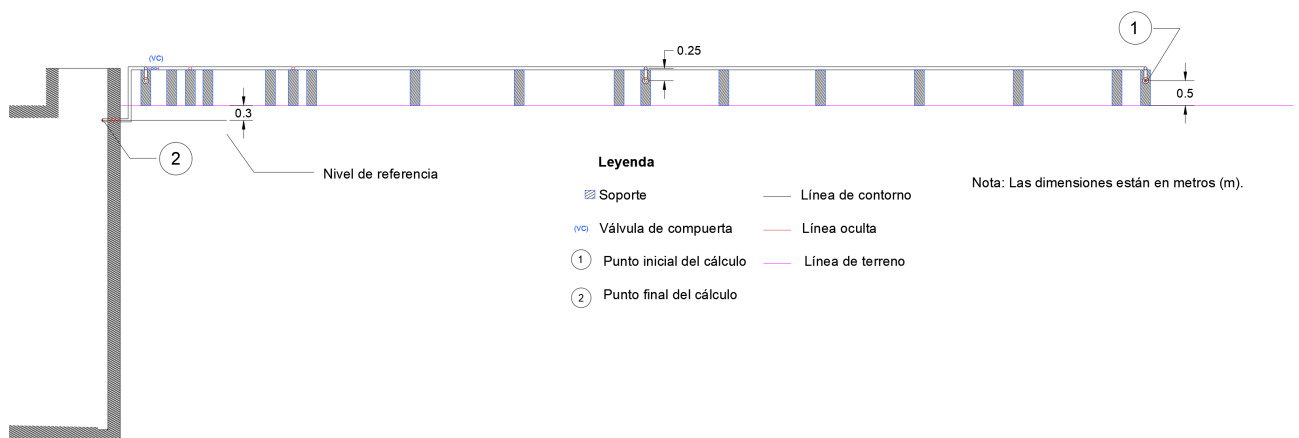 1
0.25
(VC)
0.5
0.3
2
Nivel de referencia
Leyenda
Nota: Las dimensiones están en metros (m).
Soporte
Línea de contorno
(VC) Válvula de compuerta
Línea oculta
1 Punto inicial del cálculo
Línea de terreno
2 Punto final del cálculo